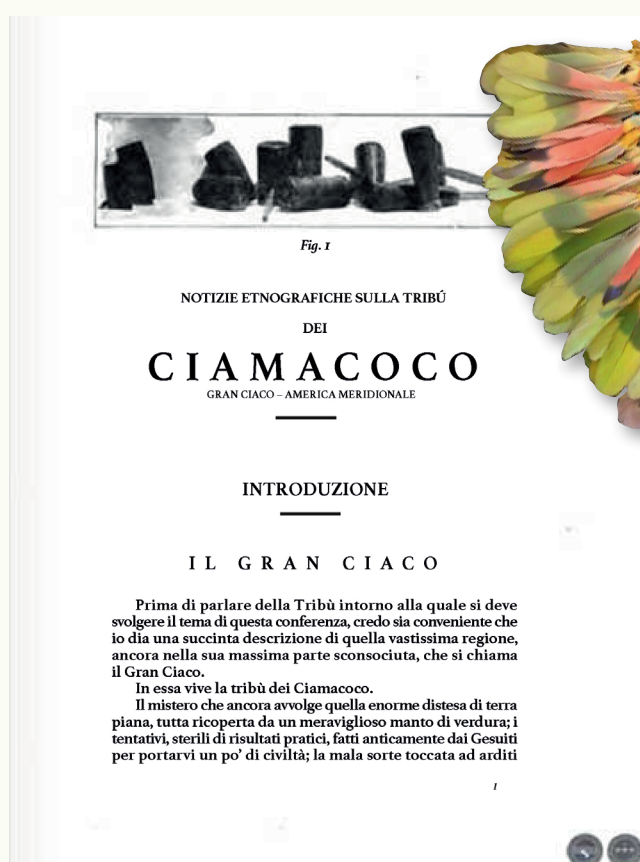 Fig. 1
NOTIZIE ETNOGRAFICHE SULLA TRIBÚ
DEI
CIAMACOCO
GRAN CIACO – AMERICA MERIDIONALE
INTRODUZIONE
IL GRAN CIACO
Prima di parlare della Tribù intorno alla quale si deve
svolgere il tema di questa conferenza, credo sia conveniente che
io dia una succinta descrizione di quella vastissima regione,
ancora nella sua massima parte sconsociuta, che si chiama
il Gran Ciaco.
In essa vive la tribù dei Ciamacoco.
Il mistero che ancora avvolge quella enorme distesa di terra
piana, tutta ricoperta da un meraviglioso manto di verdura; i
tentativi, sterili di risultati pratici, fatti anticamente dai Gesuiti
per portarvi un po' di civiltà; la mala sorte toccata ad arditi
1